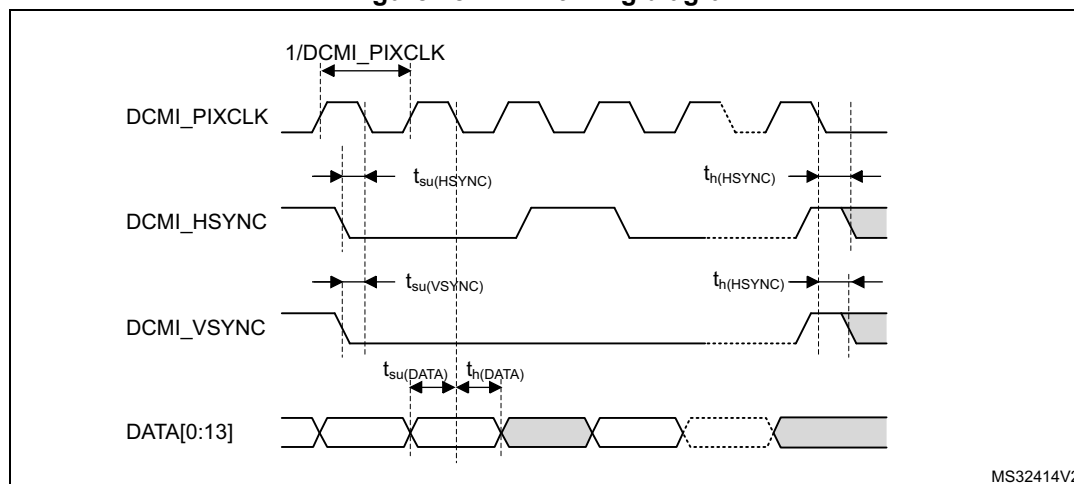 1/DCMI_PIXCLK
DCMI_PIXCLK
tsu(HSYNC)
th(HSYNC)
DCMI_HSYNC
tsu(VSYNC)
th(HSYNC)
DCMI_VSYNC
tsu(DATA) th(DATA)
DATA[0:13]
MS32414V2